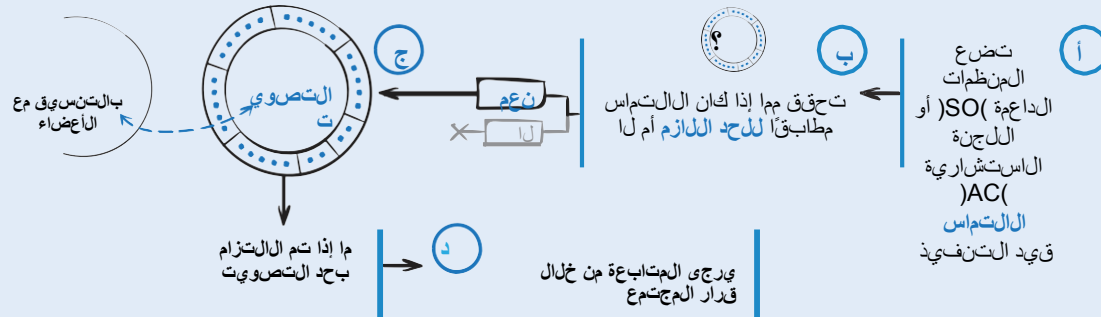 أ
تضع
المنظمات
الداعمة )SO( أو
اللجنة
الاستشارية
)AC(
الالتماس
قيد التنفيذ
ب
؟
تحقق مما إذا كان الالتماس
مطابقًا للحد اللازم أم لا
نعم
لا
ج
التصوي
ت
بالتنسيق مع
الأعضاء
ما إذا تم الالتزام
بحد التصويت
د
يرجى المتابعة من خلال
قرار المجتمع